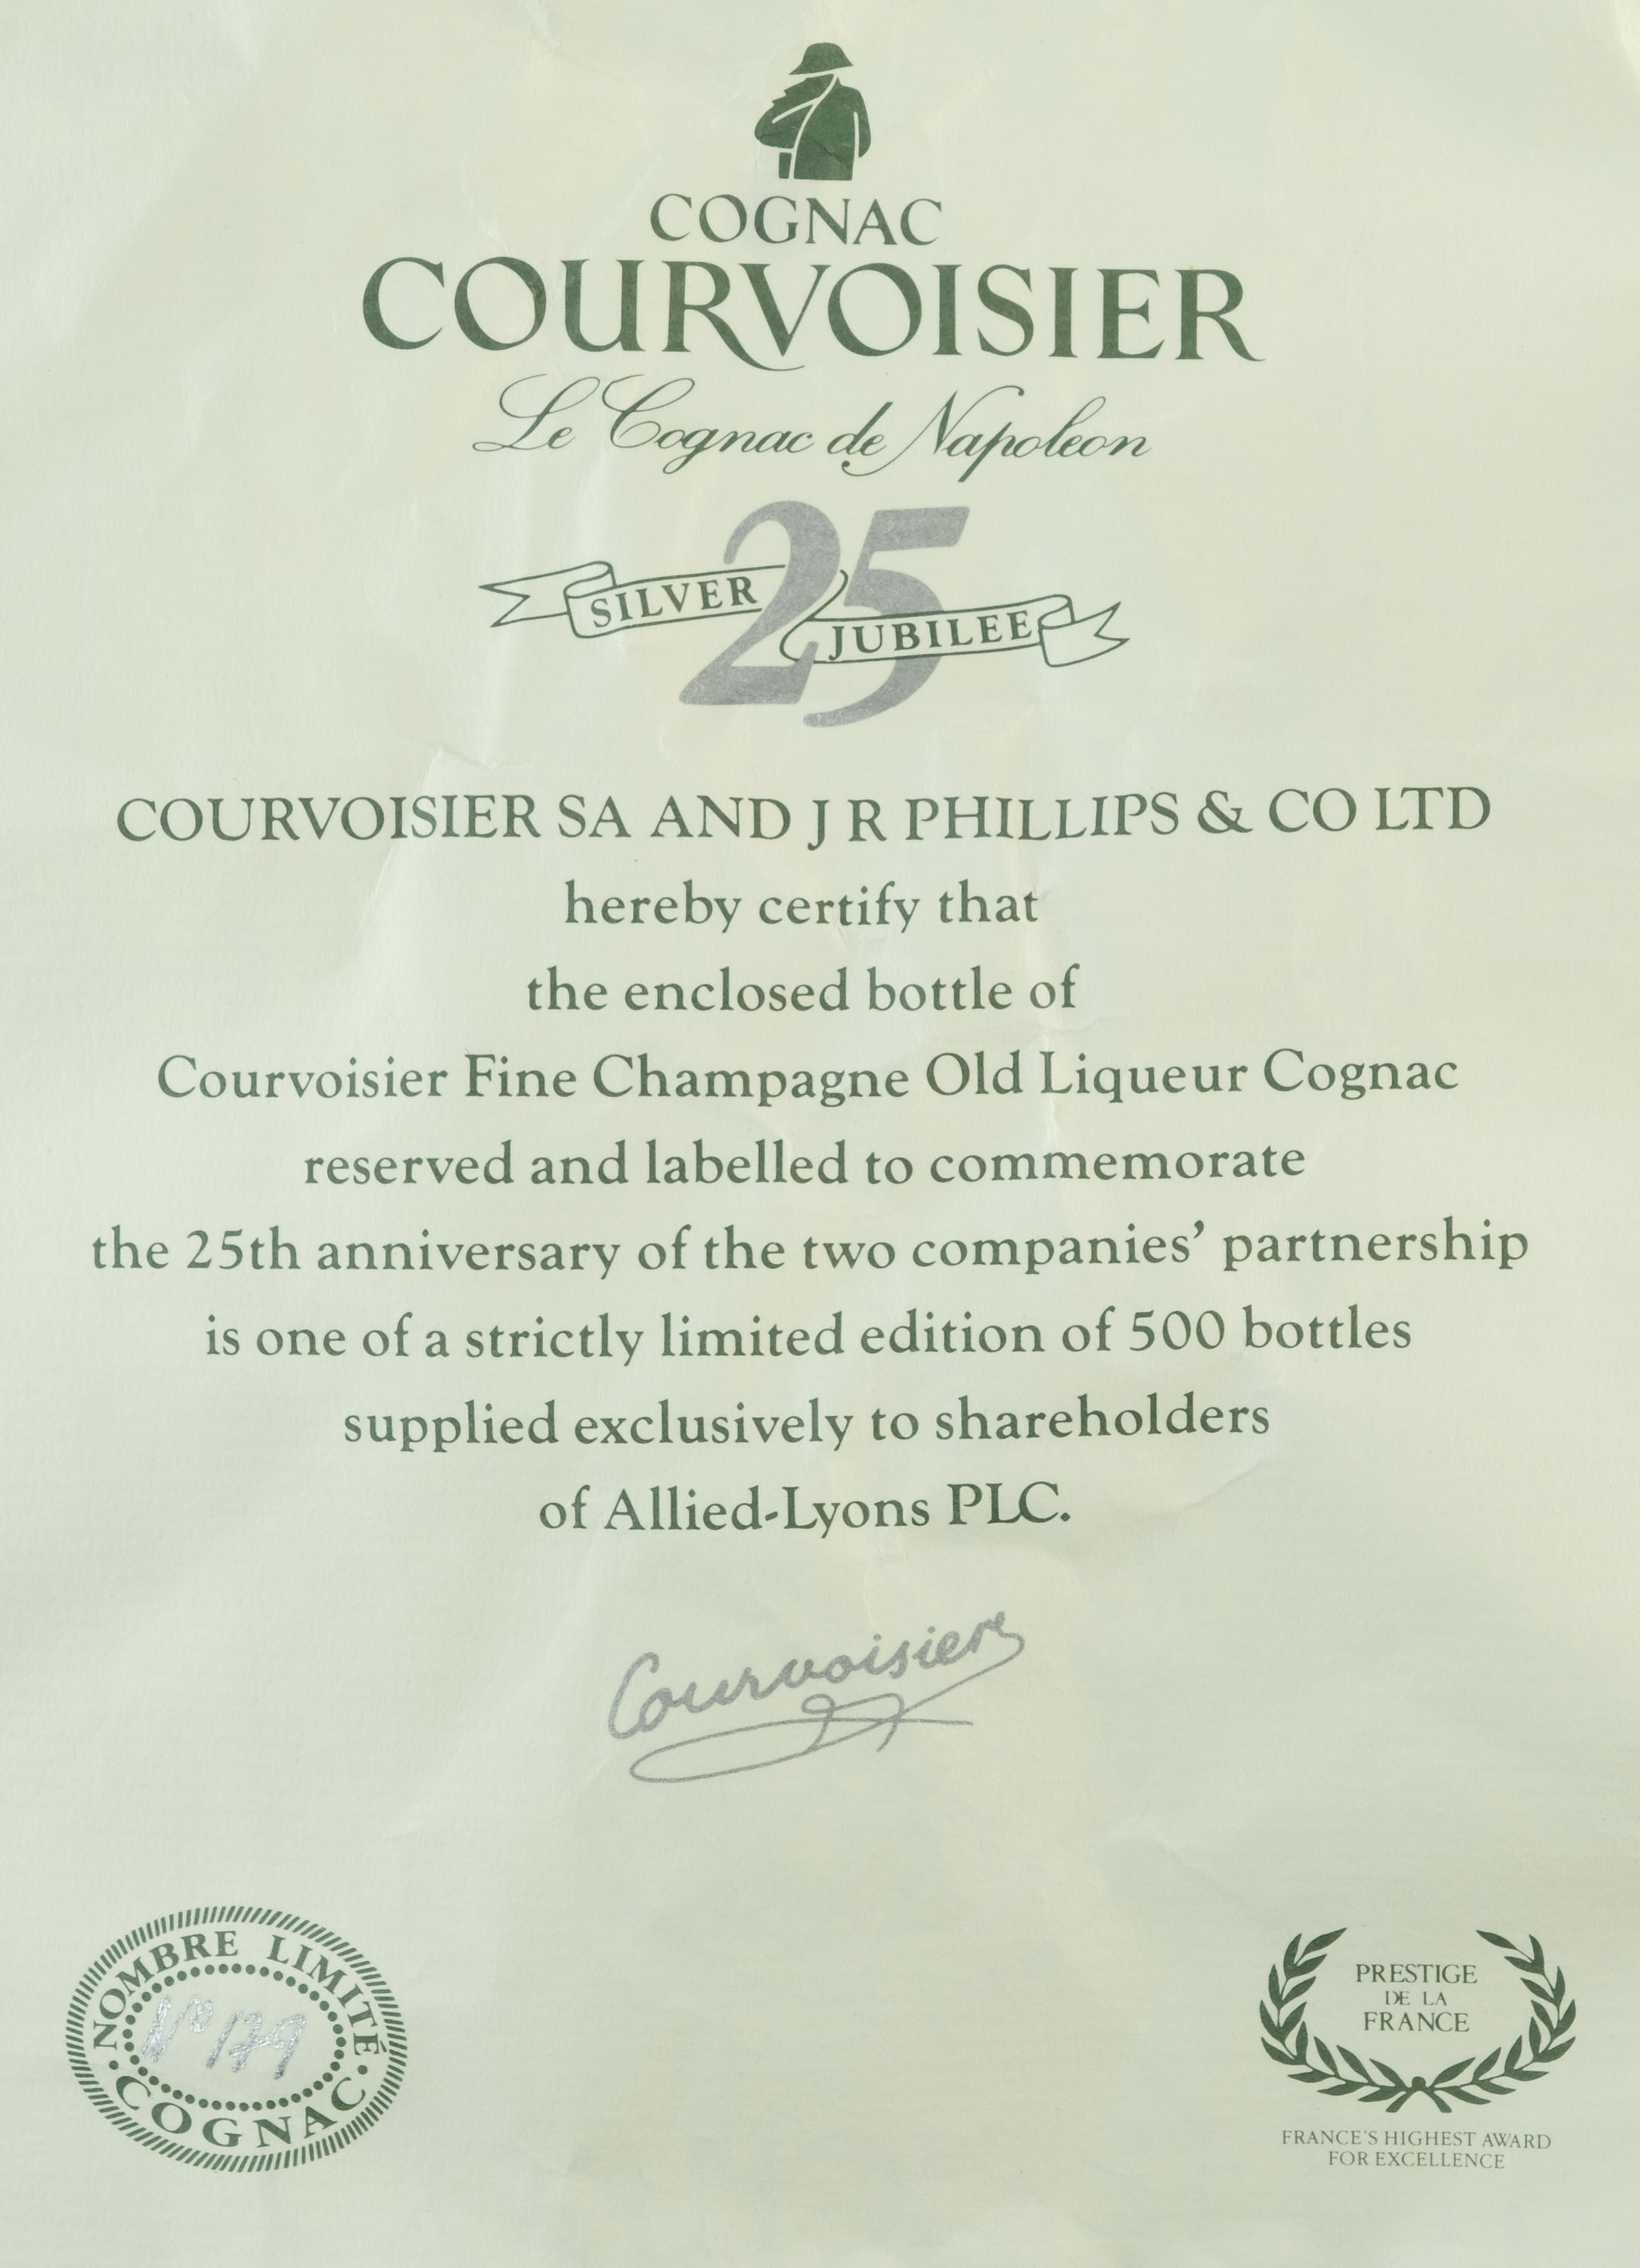 COGNAC
COURVOISIER
Le Cognac de Napoleon
25
SILVER JUBILEE
COURVOISIER SA AND J R PHILLIPS & CO LTD
hereby certify that
the enclosed bottle of
Courvoisier Fine Champagne Old Liqueur Cognac
reserved and labelled to commemorate
the 25th anniversary of the two companies’ partnership
is one of a strictly limited edition of 500 bottles
supplied exclusively to shareholders
of Allied-Lyons PLC.
Courvoisier
NOMBRE LIMITÉ
Nº 179
COGNAC
PRESTIGE
DE LA
FRANCE
FRANCE'S HIGHEST AWARD
FOR EXCELLENCE